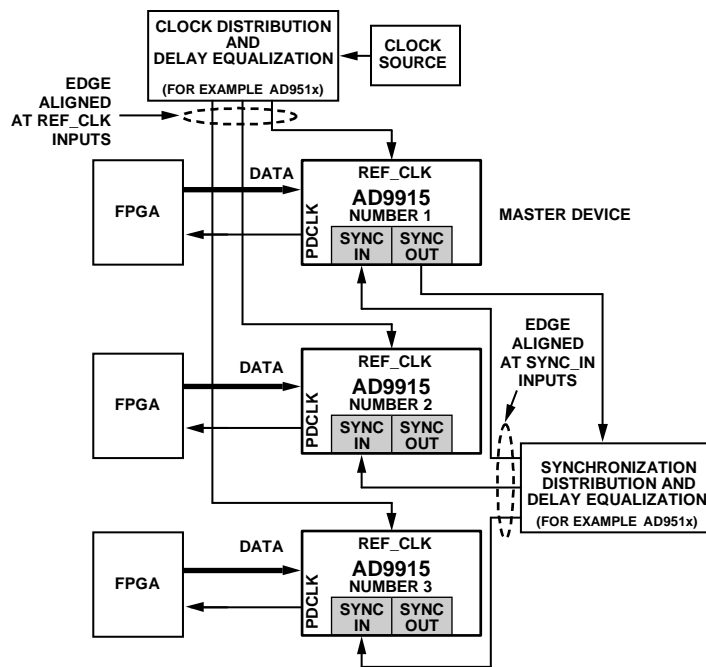 CLOCK DISTRIBUTION
AND
DELAY EQUALIZATION
(FOR EXAMPLE AD951x)
CLOCK
SOURCE
EDGE
ALIGNED
AT REF_CLK
INPUTS
FPGA
DATA
REF_CLK
AD9915
NUMBER 1
PDCLK
SYNC
IN
SYNC
OUT
MASTER DEVICE
EDGE
ALIGNED
AT SYNC_IN
INPUTS
FPGA
DATA
REF_CLK
AD9915
NUMBER 2
PDCLK
SYNC
IN
SYNC
OUT
SYNCHRONIZATION
DISTRIBUTION AND
DELAY EQUALIZATION
(FOR EXAMPLE AD951x)
FPGA
DATA
REF_CLK
AD9915
NUMBER 3
PDCLK
SYNC
IN
SYNC
OUT